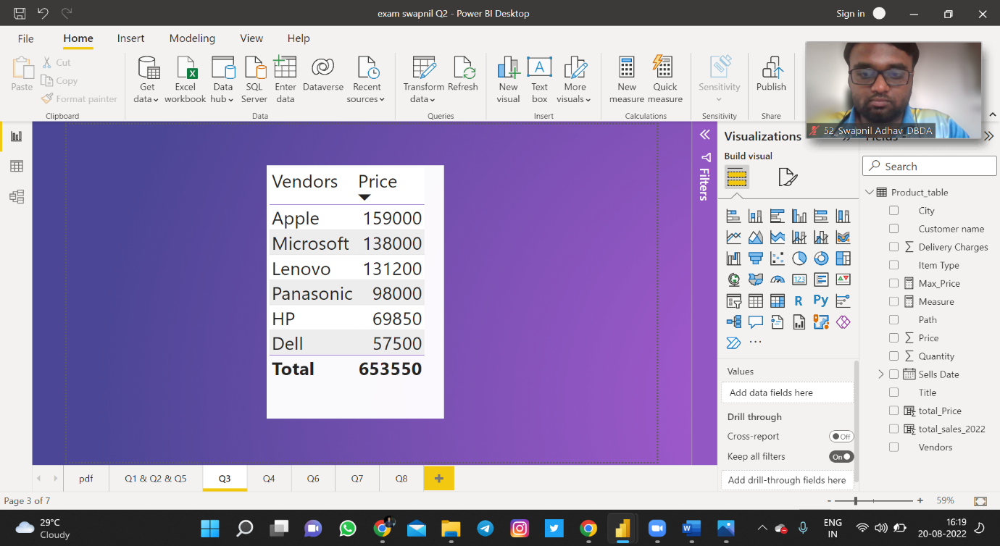 exam swapnil Q2 - Power BI Desktop
Sign in
File Home Insert Modeling View Help
Paste
Cut
Copy
Format painter
Clipboard
Get data
Excel workbook
Data hub
SQL Server
Enter data
Dataverse
Recent sources
Data
Transform data
Refresh
Queries
New visual
Text box
More visuals
Insert
New measure
Quick measure
Calculations
Sensitivity
Sensitivity
Publish
Share
52_Swapnil Adhav_DBDA
Vendors Price
Apple 159000
Microsoft 138000
Lenovo 131200
Panasonic 98000
HP 69850
Dell 57500
Total 653550
Filters
Visualizations
Build visual
123
R
Py
Values
Add data fields here
Drill through
Cross-report Off
Keep all filters On
Add drill-through fields here
Fields
Search
Product_table
City
Customer name
Delivery Charges
Item Type
Max_Price
Measure
Path
Price
Quantity
Sells Date
Title
total_Price
total_sales_2022
Vendors
pdf Q1 & Q2 & Q5 Q3 Q4 Q6 Q7 Q8
Page 3 of 7
- + 59%
29°C
Cloudy
ENG
IN
16:19
20-08-2022